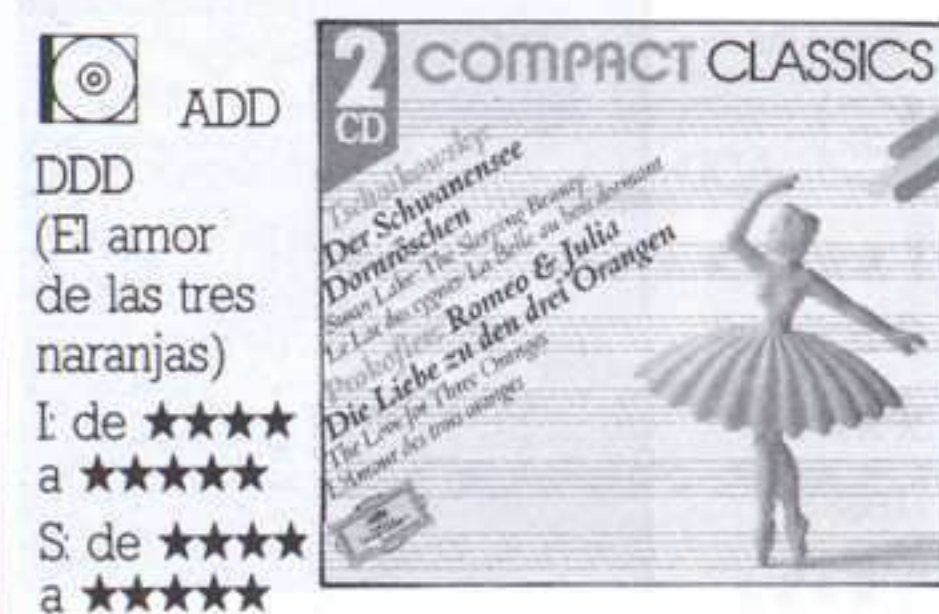 ADD
DDD
(El amor
de las tres
naranjas)
I: de ★★★★
a ★★★★★
S: de ★★★★
a ★★★★★
2
CD
COMPACT CLASSICS
Tschaikowsky:
Der Schwanensee
Dornröschen
Swan Lake · The Sleeping Beauty
Le Lac des cygnes · La Belle au bois dormant
Prokofiev: Romeo & Julia
Die Liebe zu den drei Orangen
The Love for Three Oranges
L'Amour des trois oranges